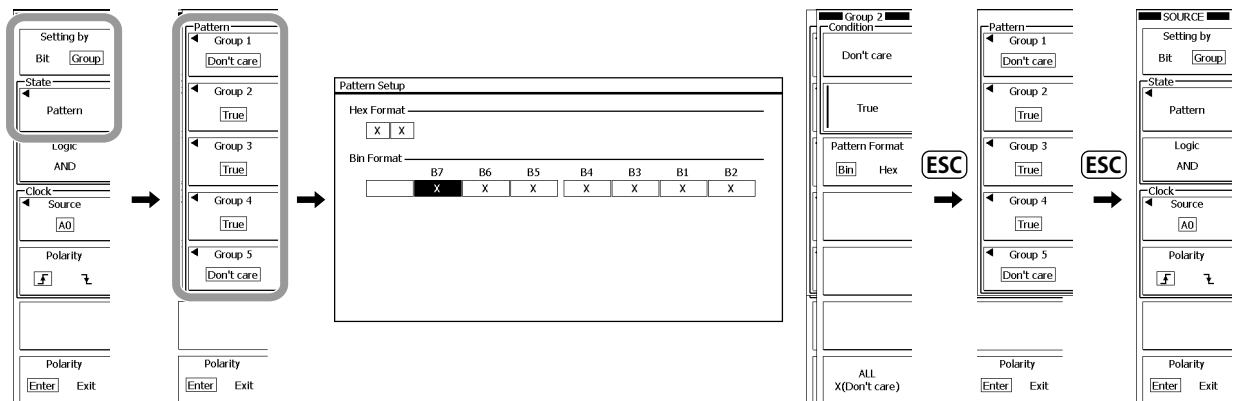 Setting by
Bit Group
State
Pattern
Logic
AND
Clock
Source
A0
Polarity
Polarity
Enter Exit
Pattern
Group 1
Don't care
Group 2
True
Group 3
True
Group 4
True
Group 5
Don't care
Polarity
Enter Exit
Pattern Setup
Hex Format
X X
Bin Format
B7 B6 B5 B4 B3 B1 B2
X X X X X X X
Group 2
Condition
Don't care
True
Pattern Format
Bin Hex
ALL
X(Don't care)
ESC
Pattern
Group 1
Don't care
Group 2
True
Group 3
True
Group 4
True
Group 5
Don't care
Polarity
Enter Exit
ESC
SOURCE
Setting by
Bit Group
State
Pattern
Logic
AND
Clock
Source
A0
Polarity
Polarity
Enter Exit